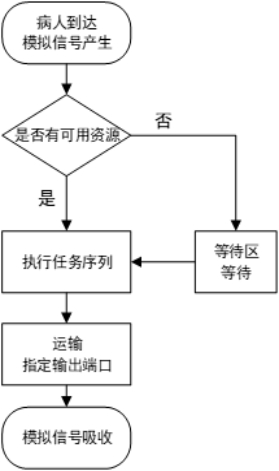 病人到达
模拟信号产生
是否有可用资源
否
是
执行任务序列
等待区
等待
运输
指定输出端口
模拟信号吸收